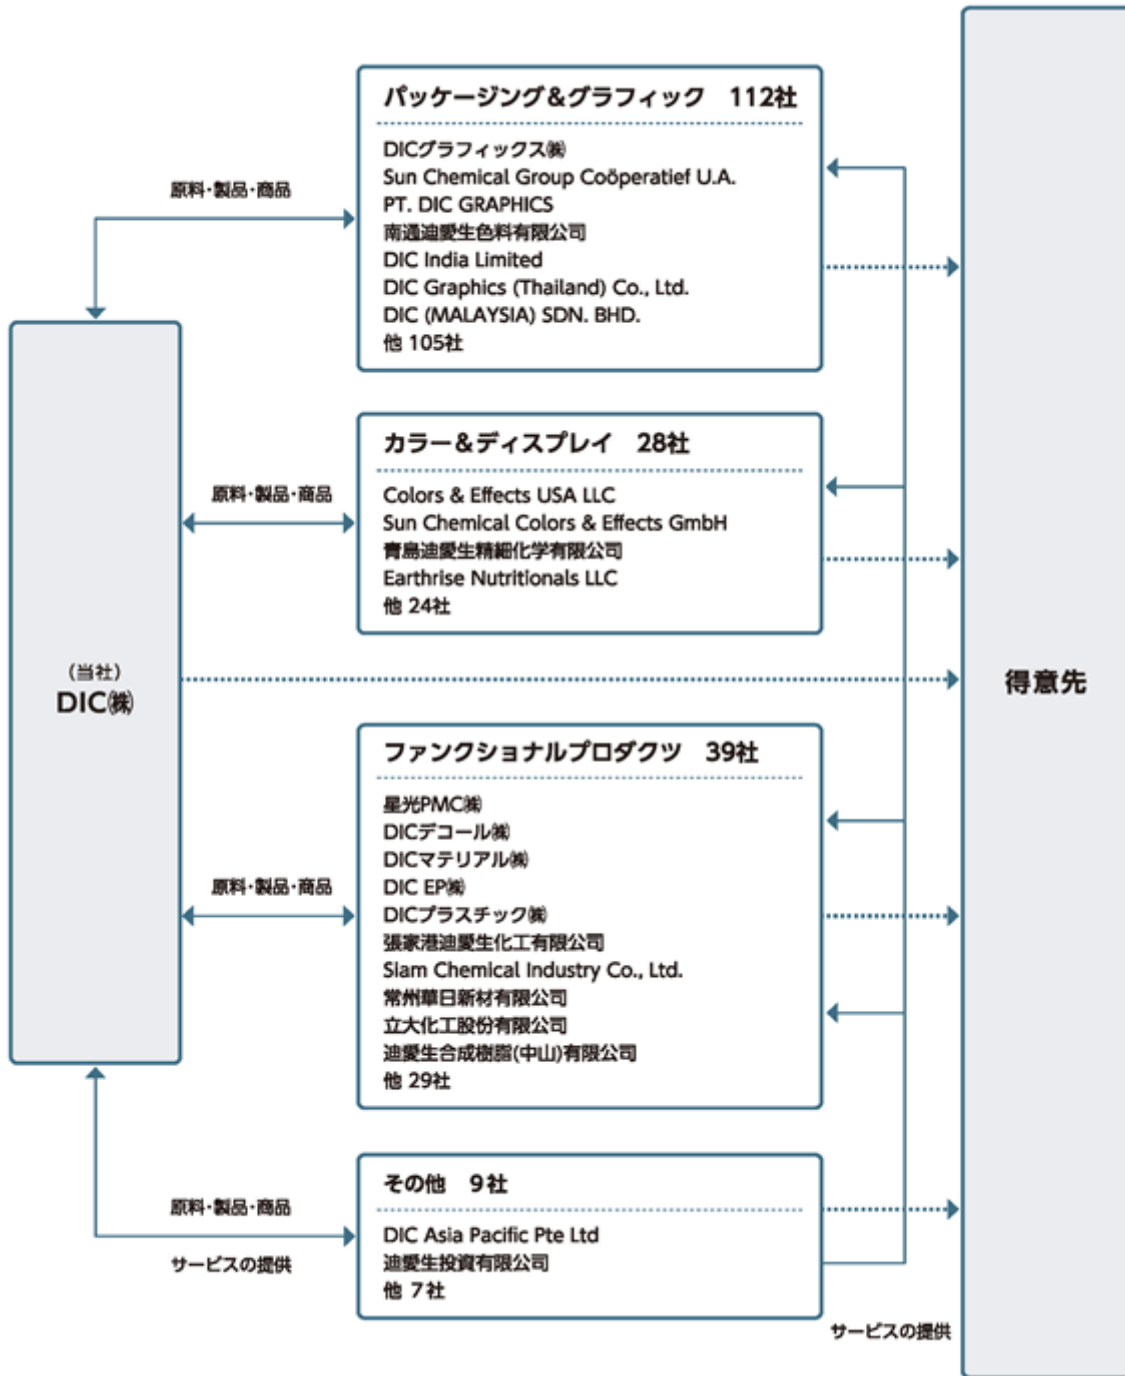 パッケージング&グラフィック 112社
DICグラフィックス㈱
Sun Chemical Group Coöperatief U.A.
PT. DIC GRAPHICS
南通迪愛生色料有限公司
DIC India Limited
DIC Graphics (Thailand) Co., Ltd.
DIC (MALAYSIA) SDN. BHD.
他 105社
原料・製品・商品
カラー&ディスプレイ 28社
Colors & Effects USA LLC
Sun Chemical Colors & Effects GmbH
青島迪愛生精細化学有限公司
Earthrise Nutritionals LLC
他 24社
原料・製品・商品
(当社)
DIC㈱
得意先
ファンクショナルプロダクツ 39社
星光PMC㈱
DICデコール㈱
DICマテリアル㈱
DIC EP㈱
DICプラスチック㈱
張家港迪愛生化工有限公司
Siam Chemical Industry Co., Ltd.
常州華日新材有限公司
立大化工股份有限公司
迪愛生合成樹脂(中山)有限公司
他 29社
原料・製品・商品
その他 9社
DIC Asia Pacific Pte Ltd
迪愛生投資有限公司
他 7社
原料・製品・商品
サービスの提供
サービスの提供